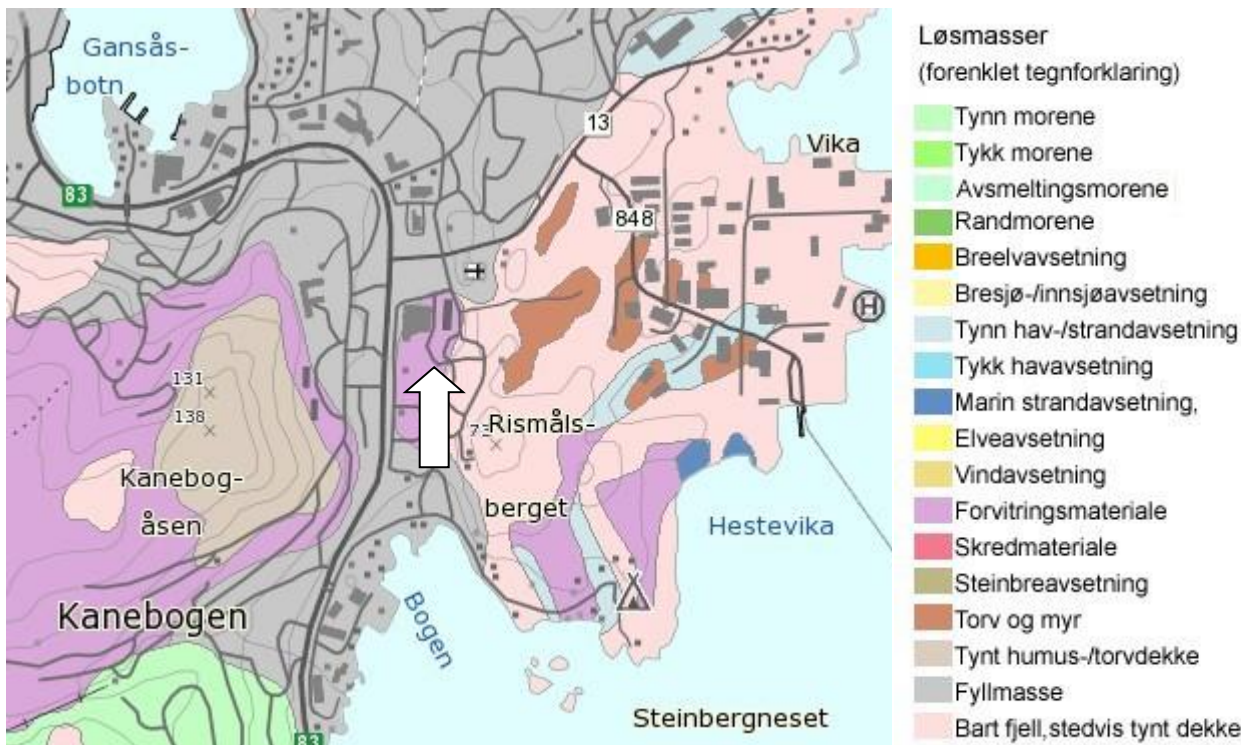 Gansås-
botn
83
13
Vika
848
H
131
138
73
Rismåls-
berget
Kanebog-
åsen
Hestevika
Kanebogen
Bogen
Steinbergneset
83
Løsmasser
(forenklet tegnforklaring)
Tynn morene
Tykk morene
Avsmeltingsmorene
Randmorene
Breelvavsetning
Bresjø-/innsjøavsetning
Tynn hav-/strandavsetning
Tykk havavsetning
Marin strandavsetning,
Elveavsetning
Vindavsetning
Forvitringsmateriale
Skredmateriale
Steinbreavsetning
Torv og myr
Tynt humus-/torvdekke
Fyllmasse
Bart fjell,stedvis tynt dekke